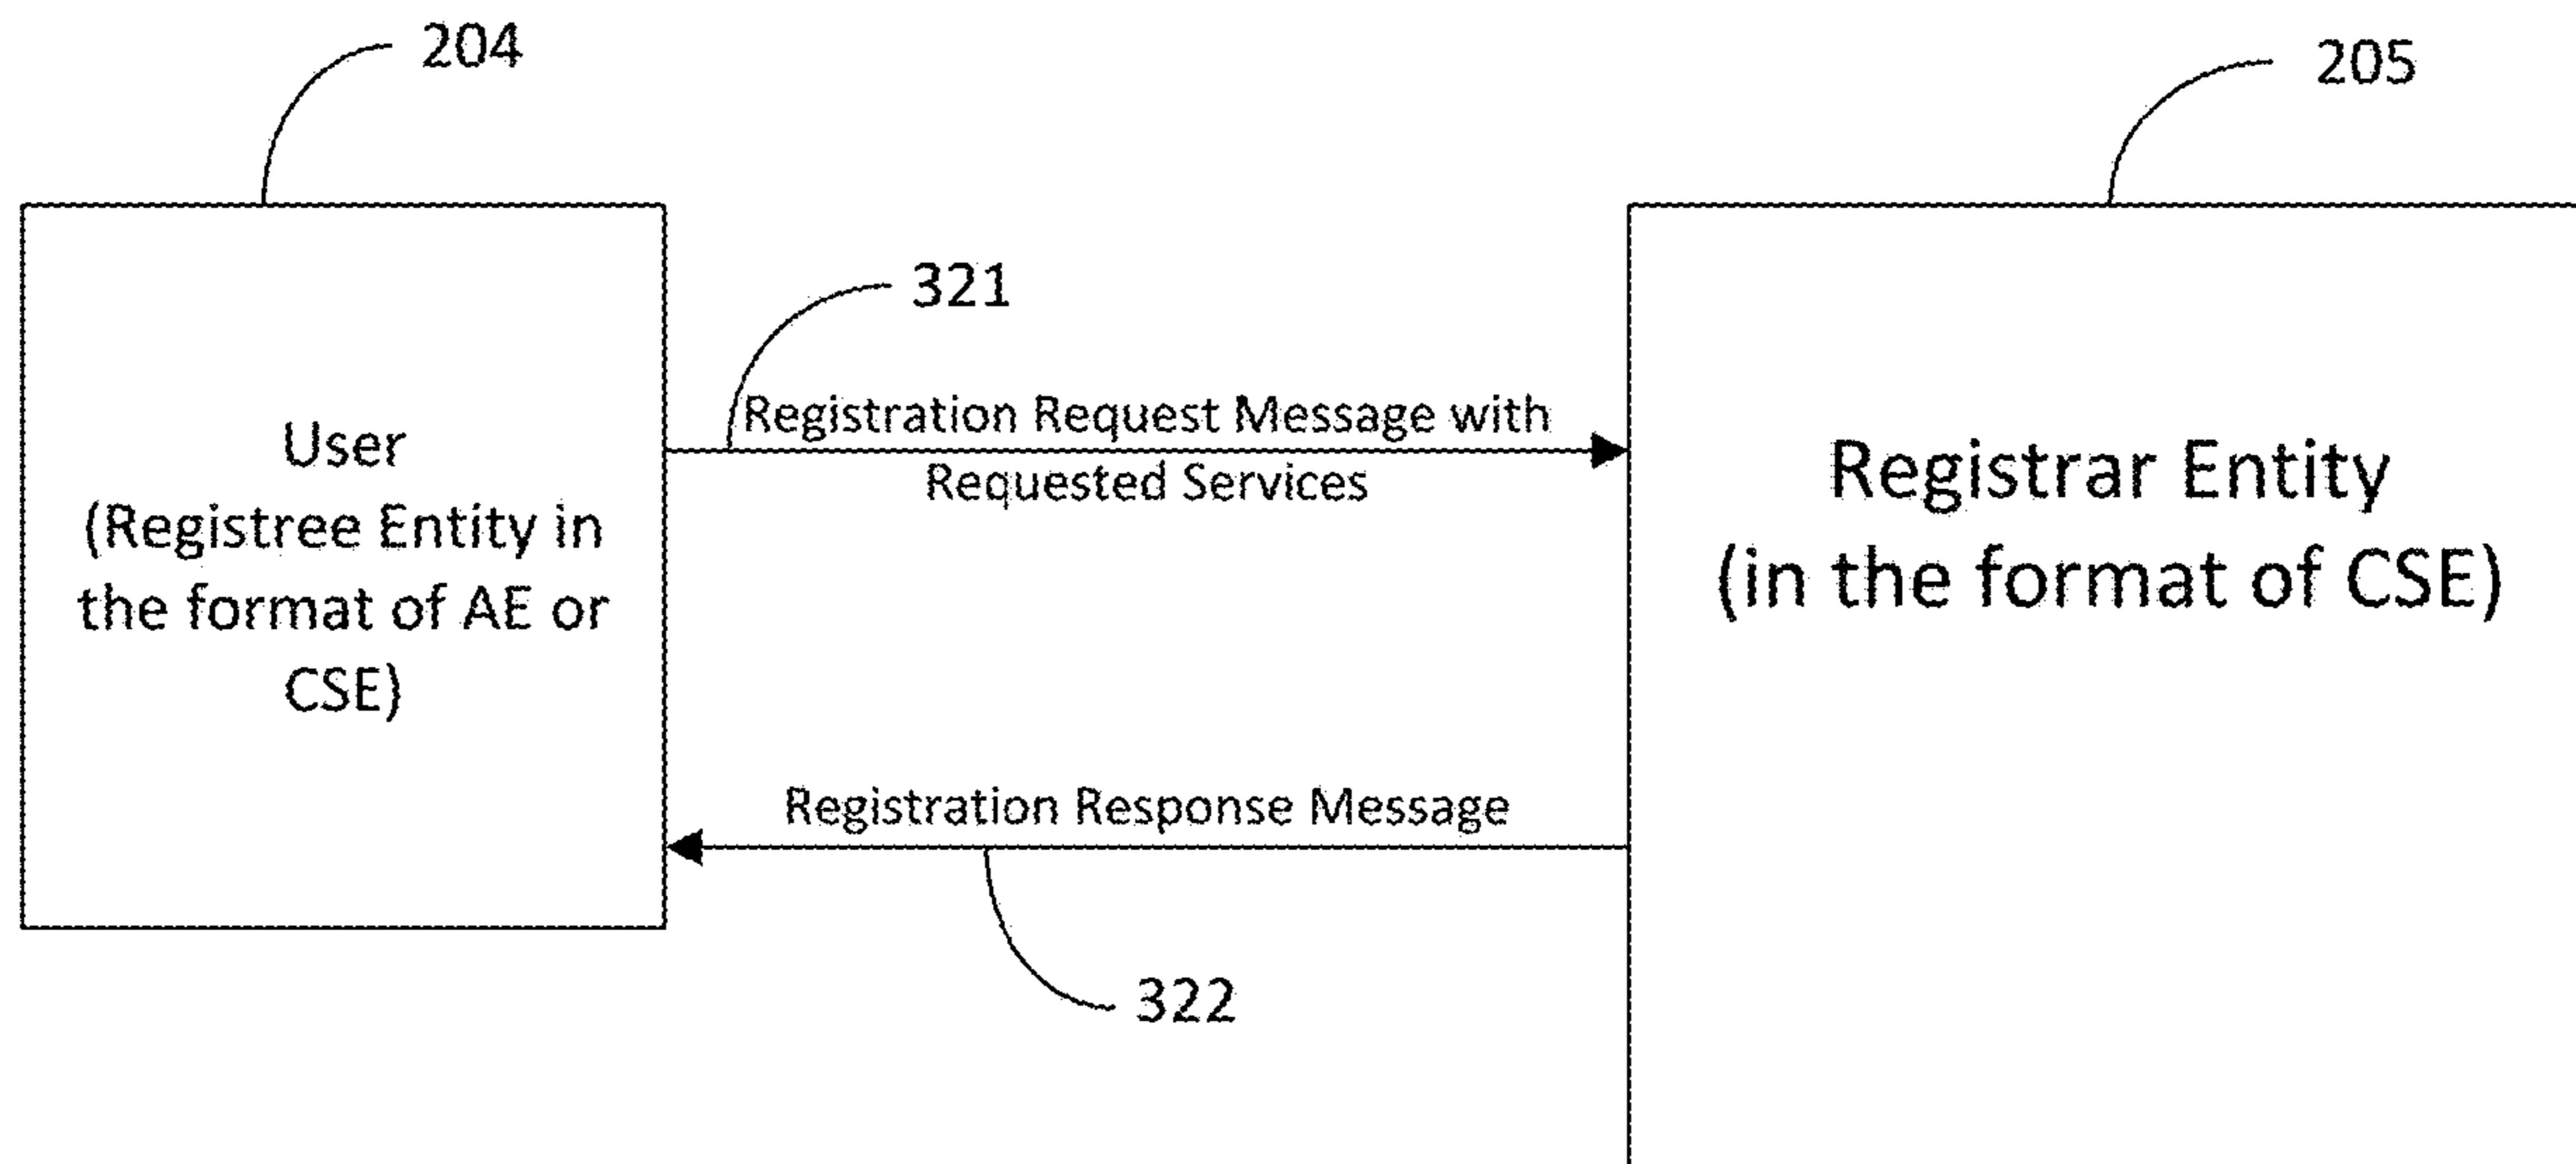 204
205
321
Registration Request Message with
Requested Services
User
(Registree Entity in
the format of AE or
CSE)
Registrar Entity
(in the format of CSE)
Registration Response Message
322